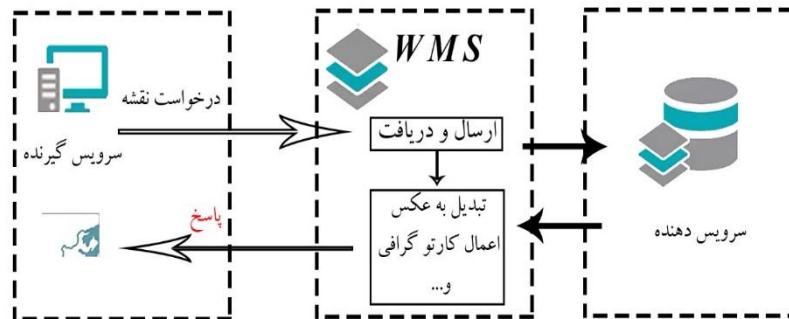 درخواست نقشه
سرویس گیرنده
پاسخ
WMS
ارسال و دریافت
تبدیل به عکس
اعمال کارتو گرافی
و...
سرویس دهنده